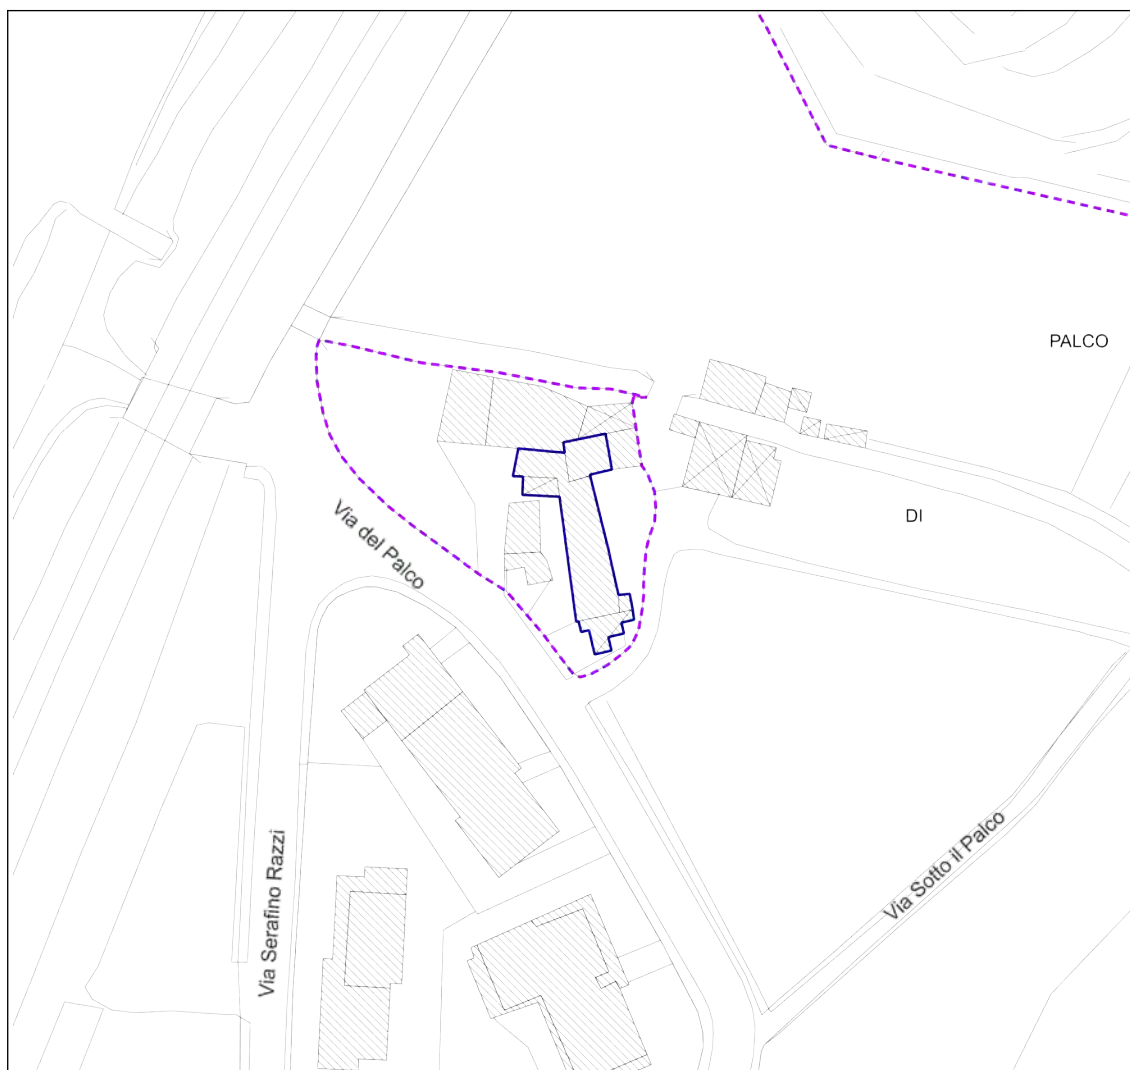 PALCO
DI
Via del Palco
Via Sotto il Palco
Via Serafino Razzi